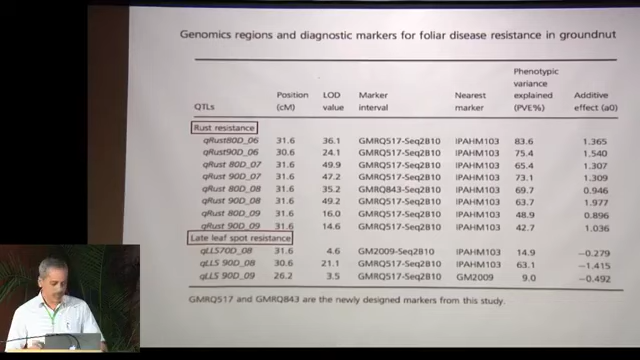 Genomics regions and diagnostic markers for foliar disease resistance in groundnut
QTLs Position (cM) LOD value Marker interval Nearest marker Phenotypic variance explained (PVE%) Additive effect (a0)
Rust resistance
qRust80D_06 31.6 36.1 GMRQ517-Seq2B10 IPAHM103 83.6 1.365
qRust90D_06 30.6 24.1 GMRQ517-Seq2B10 IPAHM103 75.4 1.540
qRust 80D_07 31.6 49.9 GMRQ517-Seq2B10 IPAHM103 65.4 1.307
qRust 90D_07 31.6 47.2 GMRQ517-Seq2B10 IPAHM103 73.1 1.309
qRust 80D_08 31.6 35.2 GMRQ843-Seq2B10 IPAHM103 69.7 0.946
qRust 90D_08 31.6 49.2 GMRQ517-Seq2B10 IPAHM103 63.7 1.977
qRust 80D_09 31.6 16.0 GMRQ517-Seq2B10 IPAHM103 48.9 0.896
qRust 90D_09 31.6 14.6 GMRQ517-Seq2B10 IPAHM103 42.7 1.036
Late leaf spot resistance
qLLS70D_08 31.6 4.6 GM2009-Seq2B10 IPAHM103 14.9 −0.279
qLLS 90D_08 30.6 21.1 GMRQ517-Seq2B10 IPAHM103 63.1 −1.415
qLLS 90D_09 26.2 3.5 GMRQ517-Seq2B10 GM2009 9.0 −0.492
GMRQ517 and GMRQ843 are the newly designed markers from this study.